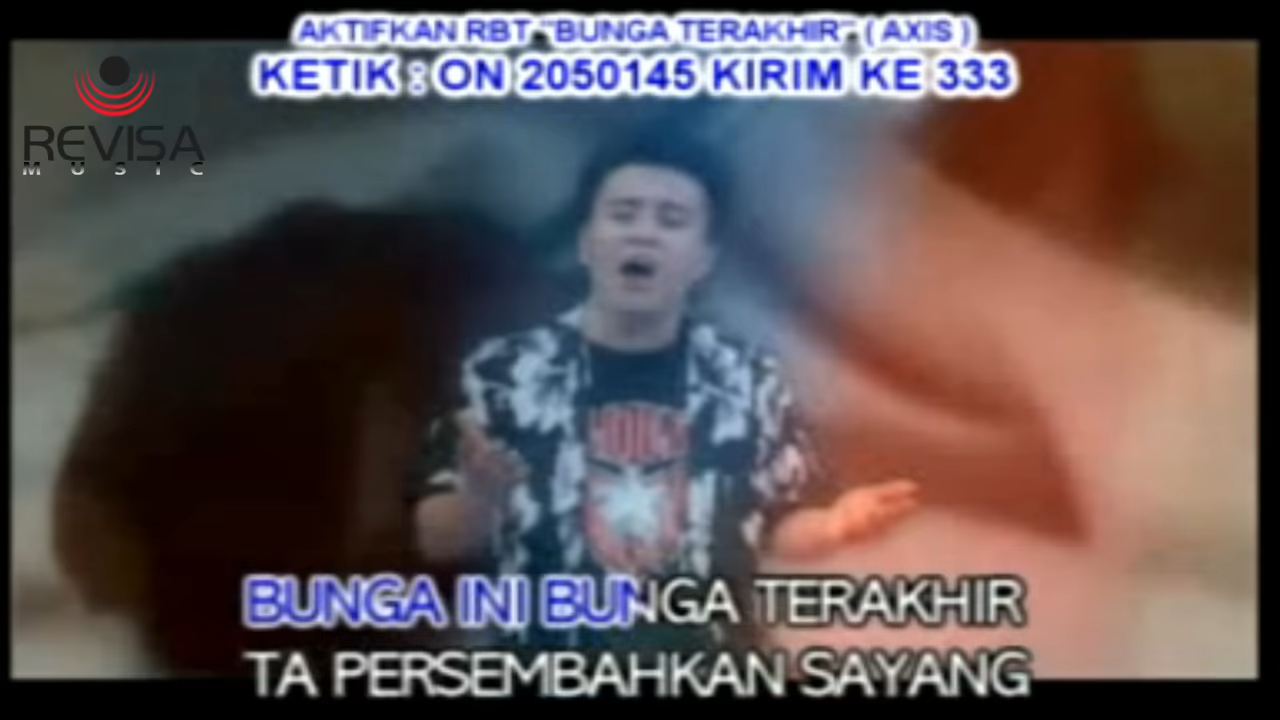 AKTIFKAN RBT "BUNGA TERAKHIR" ( AXIS )
KETIK : ON 2050145 KIRIM KE 333
REVISA
MUSIC
BUNGA INI BUNGA TERAKHIR
TA PERSEMBAHKAN SAYANG